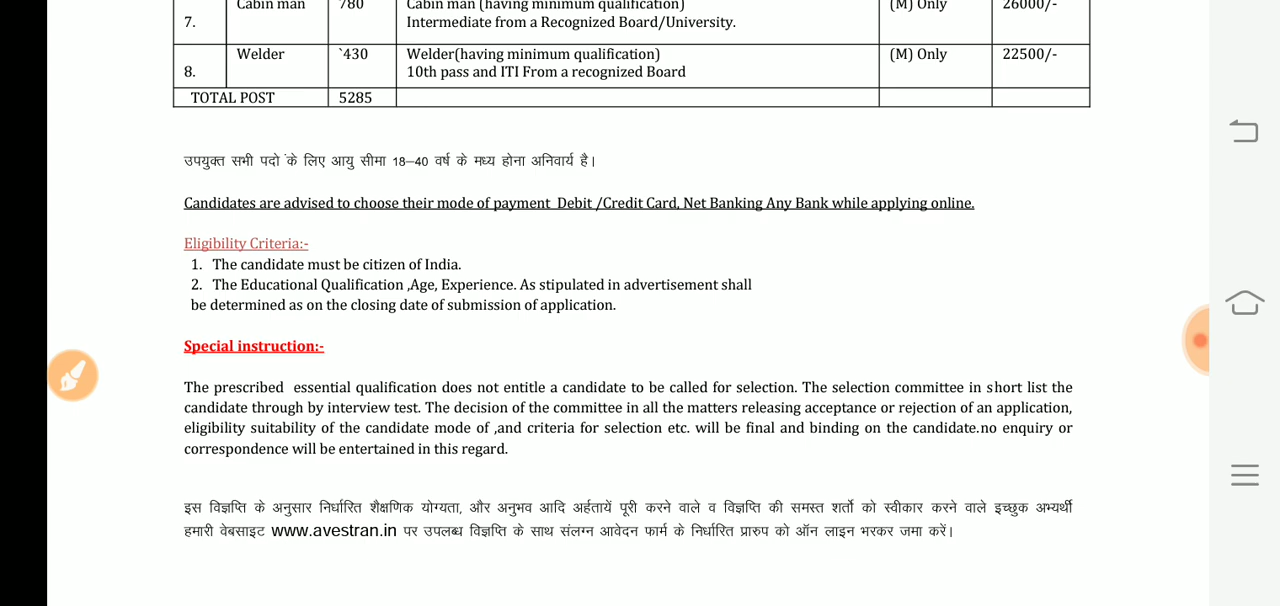 Cabin man 780 Cabin man (having minimum qualification) (M) Only 26000/-
7. Intermediate from a Recognized Board/University.
Welder `430 Welder(having minimum qualification) (M) Only 22500/-
8. 10th pass and ITI From a recognized Board
TOTAL POST 5285
उपयुक्त सभी पदो के लिए आयु सीमा 18–40 वर्ष के मध्य होना अनिवार्य है।
Candidates are advised to choose their mode of payment Debit /Credit Card, Net Banking Any Bank while applying online.
Eligibility Criteria:-
1. The candidate must be citizen of India.
2. The Educational Qualification ,Age, Experience. As stipulated in advertisement shall
be determined as on the closing date of submission of application.
Special instruction:-
The prescribed essential qualification does not entitle a candidate to be called for selection. The selection committee in short list the
candidate through by interview test. The decision of the committee in all the matters releasing acceptance or rejection of an application,
eligibility suitability of the candidate mode of ,and criteria for selection etc. will be final and binding on the candidate.no enquiry or
correspondence will be entertained in this regard.
इस विज्ञप्ति के अनुसार निर्धारित शैक्षणिक योग्यता, और अनुभव आदि अर्हतायें पूरी करने वाले व विज्ञप्ति की समस्त शर्तो को स्वीकार करने वाले इच्छुक अभ्यर्थी
हमारी वेबसाइट www.avestran.in पर उपलब्ध विज्ञप्ति के साथ संलग्न आवेदन फार्म के निर्धारित प्रारुप को ऑन लाइन भरकर जमा करें।